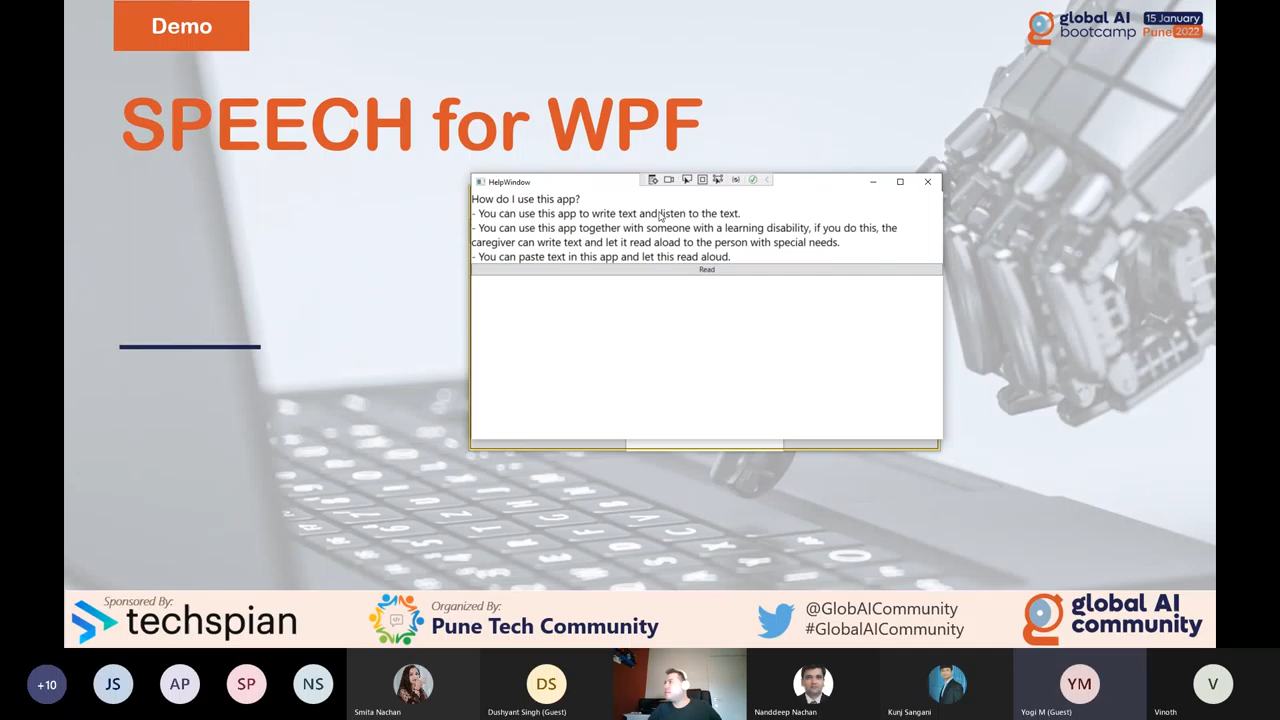 Demo
global AI
bootcamp
15 January
Pune 2022
SPEECH for WPF
HelpWindow
How do I use this app?
- You can use this app to write text and listen to the text.
- You can use this app together with someone with a learning disability, if you do this, the
caregiver can write text and let it read aload to the person with special needs.
- You can paste text in this app and let this read aloud.
Read
Sponsored By:
techspian
Organized By:
Pune Tech Community
@GlobAICommunity
#GlobalAICommunity
global AI
community
+10
JS
AP
SP
NS
Smita Nachan
DS
Dushyant Singh (Guest)
Nanddeep Nachan
Kunj Sangani
YM
Yogi M (Guest)
V
Vinoth